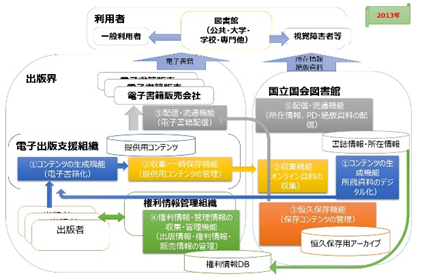 2013年
利用者
図書館
(公共・大学・
学校・専門他)
一般利用者
視覚障害者等
電子書籍
所在情報
絶版資料
出版界
電子書籍販売会社
国立国会図書館
⑤配信・流通機能
(電子書籍配信)
⑤配信・流通機能
(所在情報、PD・絶版資料の配
信)
電子出版支援組織
提供用コンテンツ
書誌情報・所在情報
①コンテンツの生成機能
(電子書籍化)
②収集・一時保存機能
(提供用コンテンツの管理)
②収集機能
オンライン資料の
収集)
①コンテンツの生
成機能
所蔵資料のデジ
タル化)
権利情報管理組織
④権利情報・管理情報の
収集・管理機能
(出版情報・権利情報・
販売情報の管理)
③恒久保存機能
(保存コンテンツの管理)
恒久保存用アーカイブ
出版者
権利情報DB